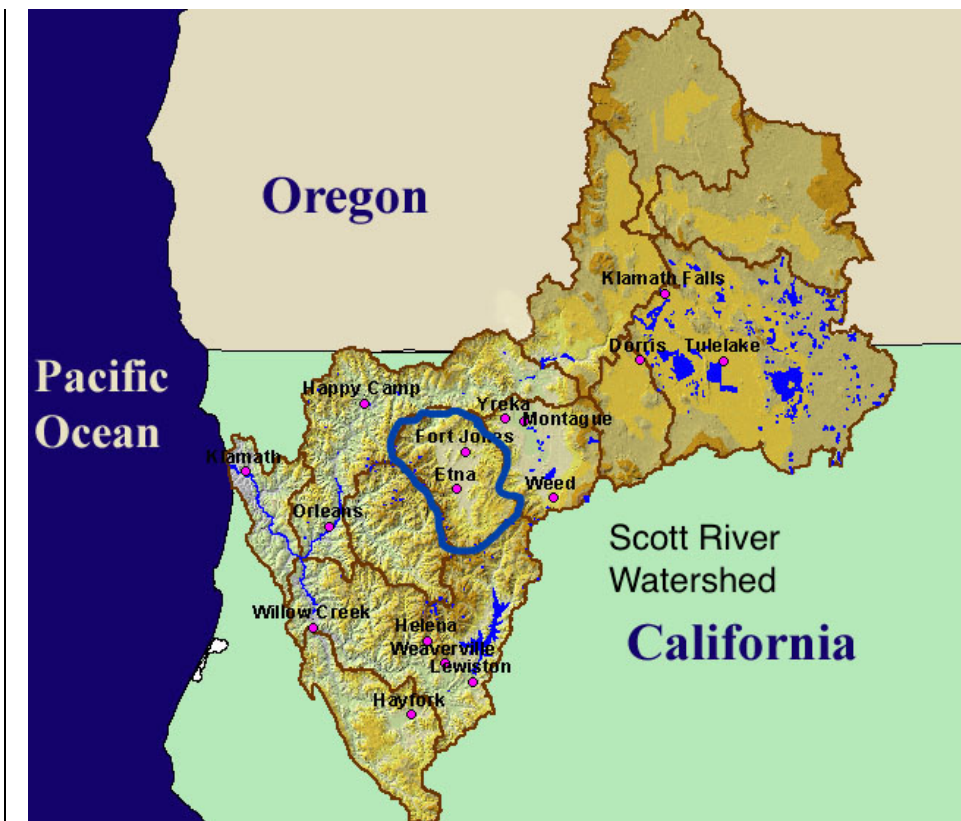 Oregon
Klamath Falls
Dorris
Tulelake
Pacific
Ocean
Happy Camp
Yreka
Montague
Fort Jones
Klamath
Etna
Weed
Orleans
Scott River
Watershed
Willow Creek
Helena
California
Weaverville
Lewiston
Hayfork